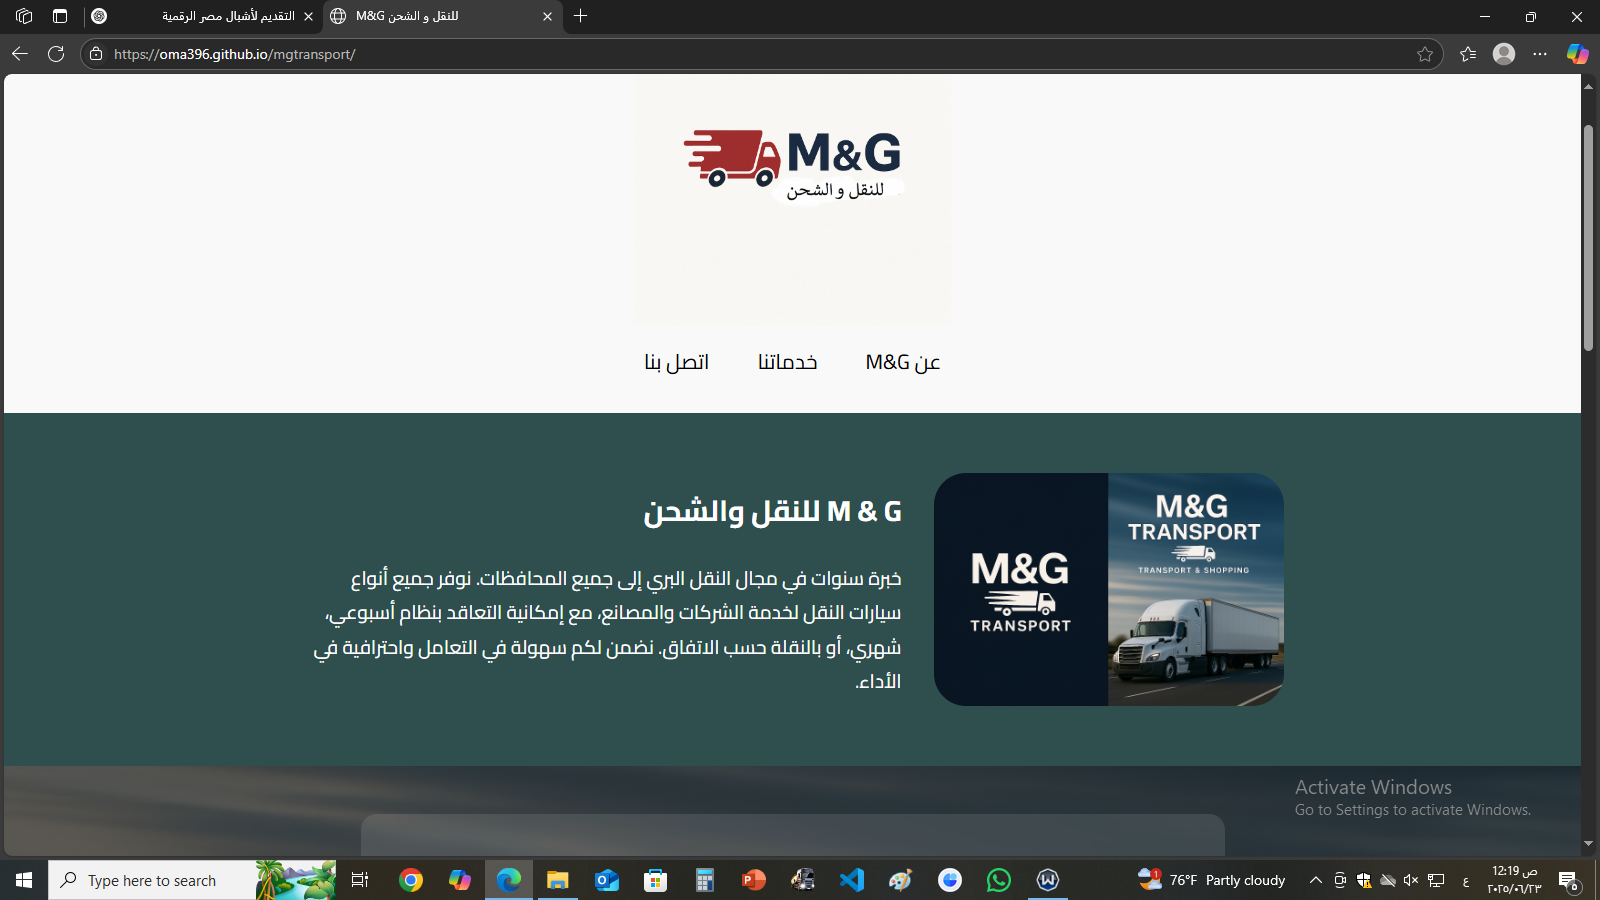 التقديم لأشبال مصر الرقمية
M&G للنقل و الشحن
https://oma396.github.io/mgtransport/
M&G
للنقل و الشحن
عن M&G
خدماتنا
اتصل بنا
M & G للنقل والشحن
خبرة سنوات في مجال النقل البري إلى جميع المحافظات. نوفر جميع أنواع
سيارات النقل لخدمة الشركات والمصانع، مع إمكانية التعاقد بنظام أسبوعي،
شهري، أو بالنقلة حسب الاتفاق. نضمن لكم سهولة في التعامل واحترافية في
الأداء.
M&G
TRANSPORT
M&G
TRANSPORT
TRANSPORT & SHOPPING
Activate Windows
Go to Settings to activate Windows.
Type here to search
1
76°F Partly cloudy
ع
12:19 ص
٢٠٢٥/٠٦/٢٣
٥